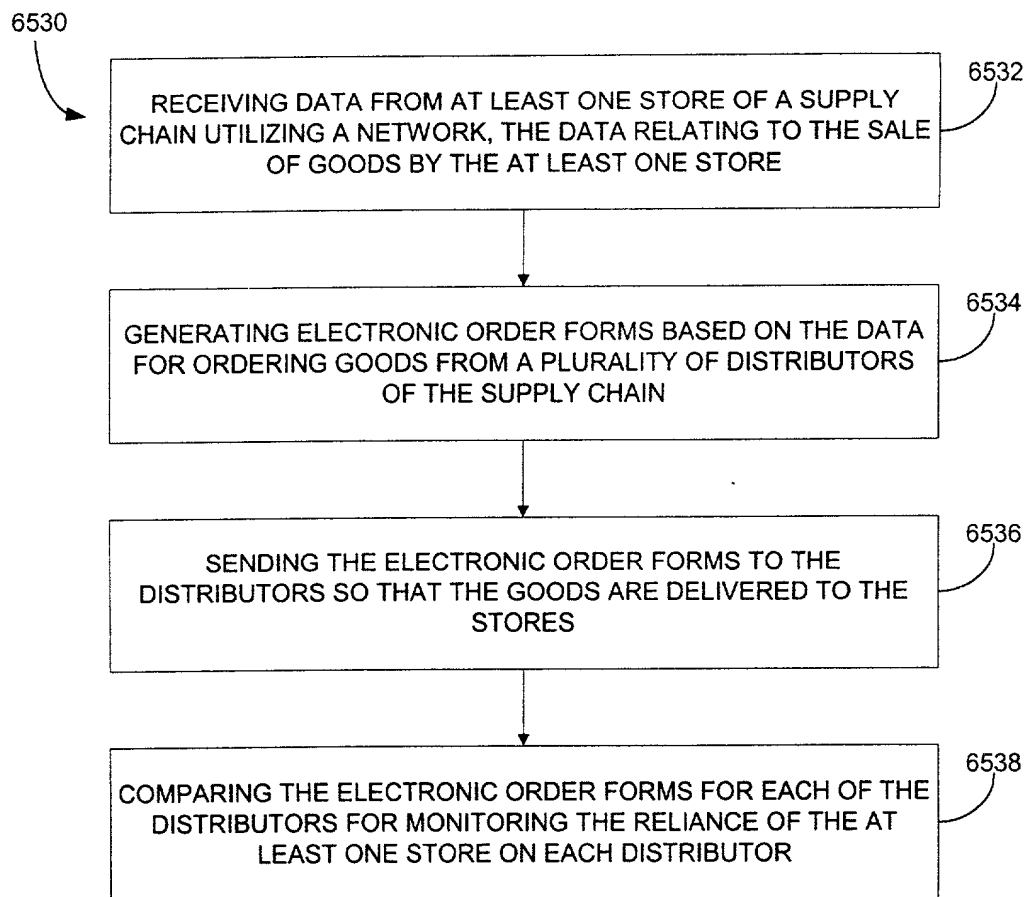 6530
6532
RECEIVING DATA FROM AT LEAST ONE STORE OF A SUPPLY
CHAIN UTILIZING A NETWORK, THE DATA RELATING TO THE SALE
OF GOODS BY THE AT LEAST ONE STORE
6534
GENERATING ELECTRONIC ORDER FORMS BASED ON THE DATA
FOR ORDERING GOODS FROM A PLURALITY OF DISTRIBUTORS
OF THE SUPPLY CHAIN
6536
SENDING THE ELECTRONIC ORDER FORMS TO THE
DISTRIBUTORS SO THAT THE GOODS ARE DELIVERED TO THE
STORES
6538
COMPARING THE ELECTRONIC ORDER FORMS FOR EACH OF THE
DISTRIBUTORS FOR MONITORING THE RELIANCE OF THE AT
LEAST ONE STORE ON EACH DISTRIBUTOR